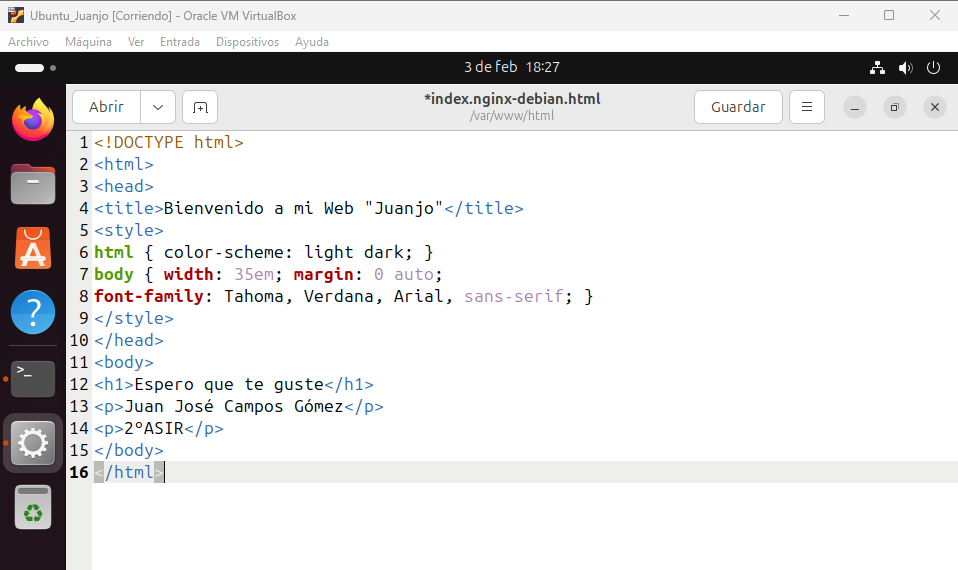 Ubuntu_Juanjo [Corriendo] - Oracle VM VirtualBox
Archivo Máquina Ver Entrada Dispositivos Ayuda
3 de feb 18:27
Abrir
*index.nginx-debian.html
/var/www/html
Guardar
1 <!DOCTYPE html>
2 <html>
3 <head>
4 <title>Bienvenido a mi Web "Juanjo"</title>
5 <style>
6 html { color-scheme: light dark; }
7 body { width: 35em; margin: 0 auto;
8 font-family: Tahoma, Verdana, Arial, sans-serif; }
9 </style>
10 </head>
11 <body>
12 <h1>Espero que te guste</h1>
13 <p>Juan José Campos Gómez</p>
14 <p>2ºASIR</p>
15 </body>
16 </html>